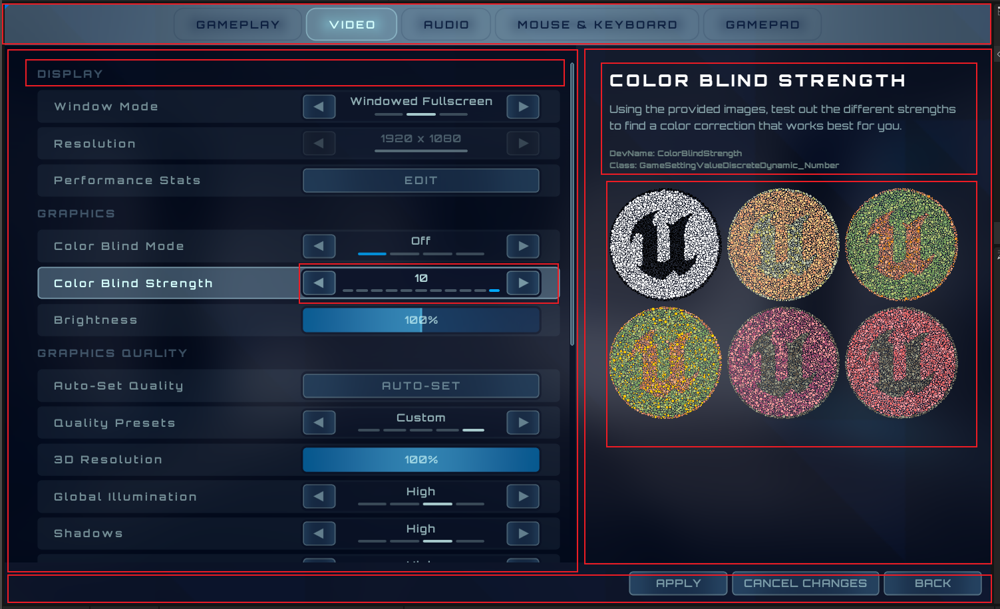 GAMEPLAY VIDEO AUDIO MOUSE & KEYBOARD GAMEPAD
DISPLAY
Window Mode Windowed Fullscreen
Resolution 1920 x 1080
Performance Stats EDIT
GRAPHICS
Color Blind Mode Off
Color Blind Strength 10
Brightness 100%
GRAPHICS QUALITY
Auto-Set Quality AUTO-SET
Quality Presets Custom
3D Resolution 100%
Global Illumination High
Shadows High
COLOR BLIND STRENGTH
Using the provided images, test out the different strengths
to find a color correction that works best for you.
DevName: ColorBlindStrength
Class: GameSettingValueDiscreteDynamic_Number
APPLY CANCEL CHANGES BACK